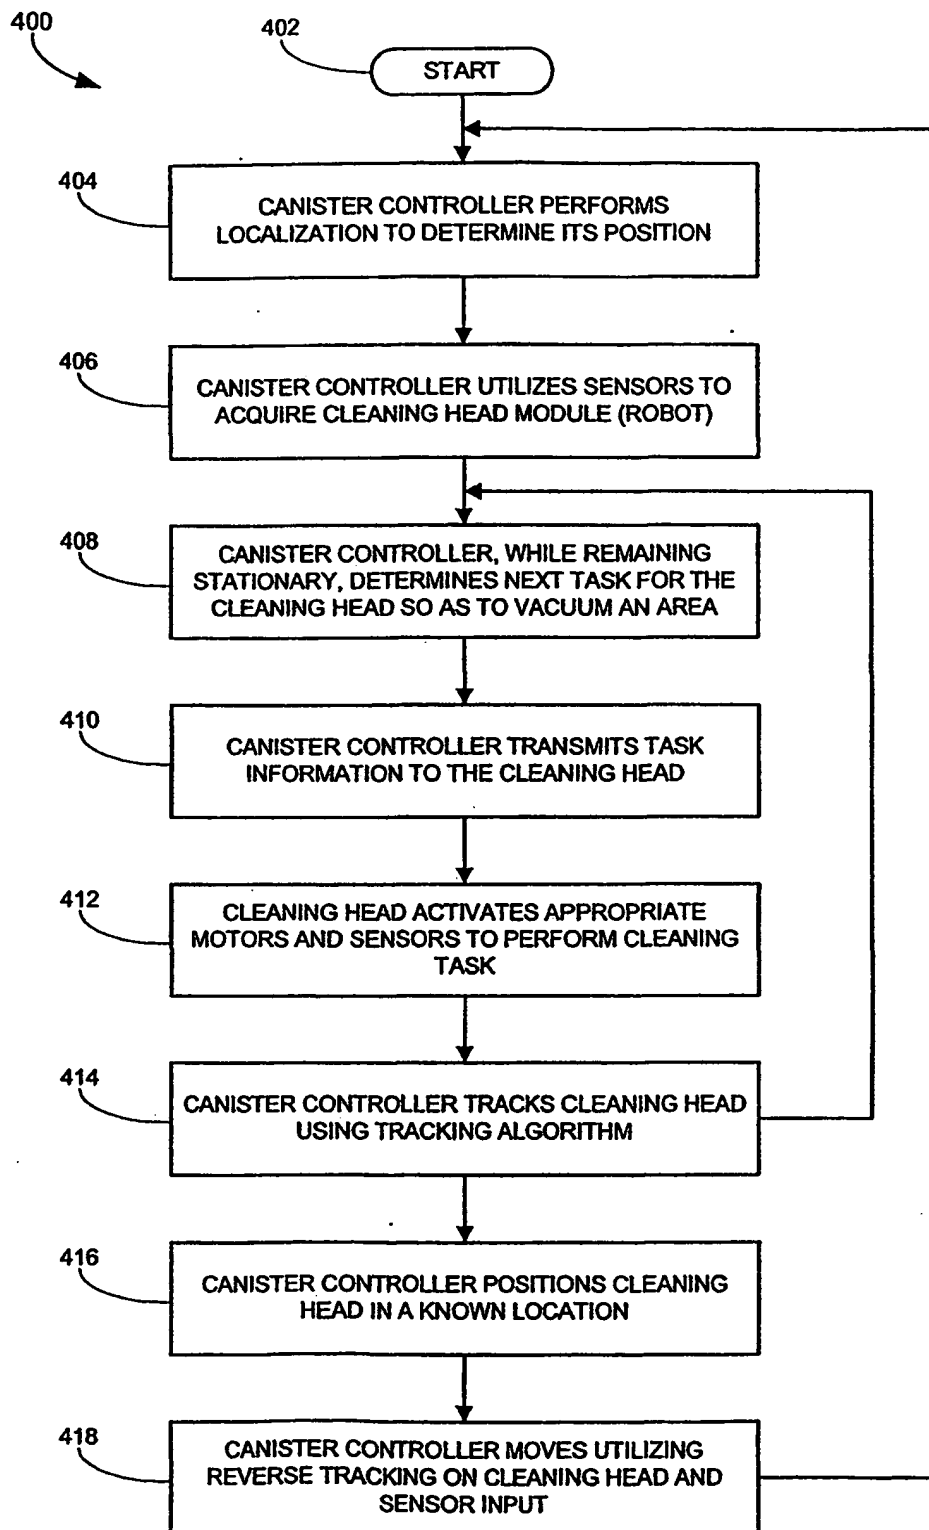 400
402
START
404
CANISTER CONTROLLER PERFORMS
LOCALIZATION TO DETERMINE ITS POSITION
406
CANISTER CONTROLLER UTILIZES SENSORS TO
ACQUIRE CLEANING HEAD MODULE (ROBOT)
408
CANISTER CONTROLLER, WHILE REMAINING
STATIONARY, DETERMINES NEXT TASK FOR THE
CLEANING HEAD SO AS TO VACUUM AN AREA
410
CANISTER CONTROLLER TRANSMITS TASK
INFORMATION TO THE CLEANING HEAD
412
CLEANING HEAD ACTIVATES APPROPRIATE
MOTORS AND SENSORS TO PERFORM CLEANING
TASK
414
CANISTER CONTROLLER TRACKS CLEANING HEAD
USING TRACKING ALGORITHM
416
CANISTER CONTROLLER POSITIONS CLEANING
HEAD IN A KNOWN LOCATION
418
CANISTER CONTROLLER MOVES UTILIZING
REVERSE TRACKING ON CLEANING HEAD AND
SENSOR INPUT